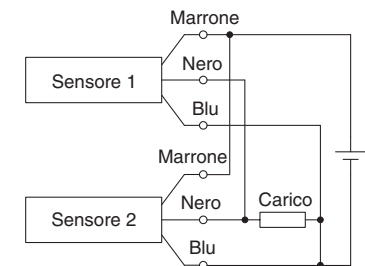 Marrone
Nero
Sensore 1
Blu
Marrone
Nero
Carico
Sensore 2
Blu